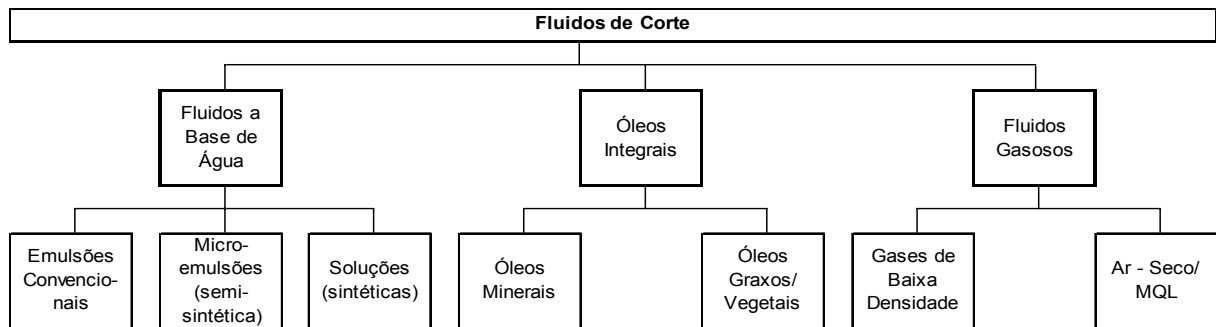 Fluidos de Corte
Fluidos a
Base de
Água
Óleos
Integrais
Fluidos
Gasosos
Emulsões
Convencio-
nais
Micro-
emulsões
(semi-
sintética)
Soluções
(sintéticas)
Óleos
Minerais
Óleos
Graxos/
Vegetais
Gases de
Baixa
Densidade
Ar - Seco/
MQL